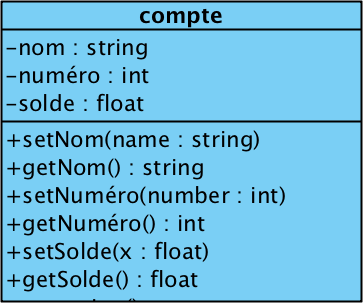 compte
-nom : string
-numéro : int
-solde : float
+setNom(name : string)
+getNom() : string
+setNuméro(number : int)
+getNuméro() : int
+setSolde(x : float)
+getSolde() : float